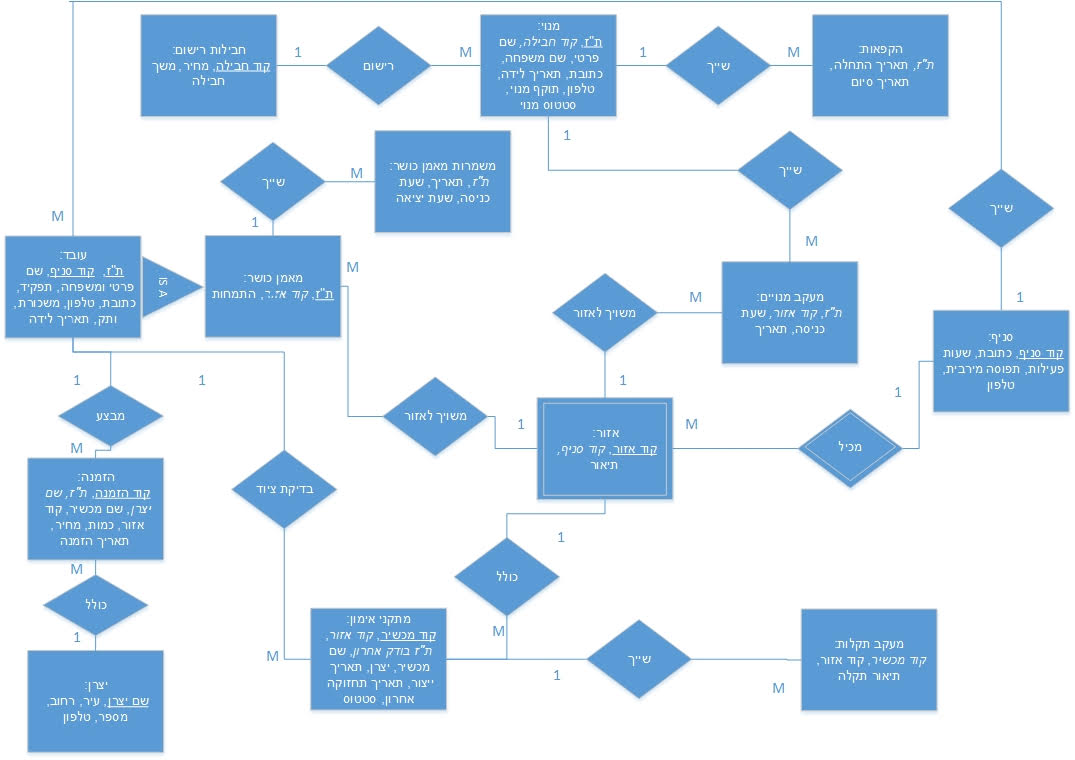 חבילות רישום:
קוד חבילה, מחיר, משך
חבילה
1
רישום
M
מנוי:
ת"ז, קוד חבילה, שם
פרטי, שם משפחה,
כתובת, תאריך לידה,
טלפון, תוקף מנוי,
סטטוס מנוי
1
שייך
M
הקפאות:
ת"ז, תאריך התחלה,
תאריך סיום
1
שייך
M
משמרות מאמן כושר:
ת"ז, תאריך, שעת
כניסה, שעת יציאה
שייך
שייך
1
M
M
עובד:
ת"ז, קוד סניף, שם
פרטי ומשפחה, תפקיד,
כתובת, טלפון, משכורת,
ותק, תאריך לידה
IS A
מאמן כושר:
ת"ז, קוד אזור, התמחות
M
משויך לאזור
M
מעקב מנויים:
ת"ז, קוד אזור, שעת
כניסה, תאריך
1
סניף:
קוד סניף, כתובת, שעות
פעילות, תפוסה מירבית,
טלפון
1
1
1
1
מבצע
משויך לאזור
1
אזור:
קוד אזור, קוד סניף,
תיאור
M
מכיל
M
הזמנה:
קוד הזמנה, ת"ז, שם
יצרן, שם מכשיר, קוד
אזור, כמות, מחיר,
תאריך הזמנה
בדיקת ציוד
1
M
כולל
כולל
1
M
M
מתקני אימון:
קוד מכשיר, קוד אזור,
ת"ז בודק אחרון, שם
מכשיר, יצרן, תאריך
ייצור, תאריך תחזוקה
אחרון, סטטוס
1
שייך
M
מעקב תקלות:
קוד מכשיר, קוד אזור,
תיאור תקלה
יצרן:
שם יצרן, עיר, רחוב,
מספר, טלפון